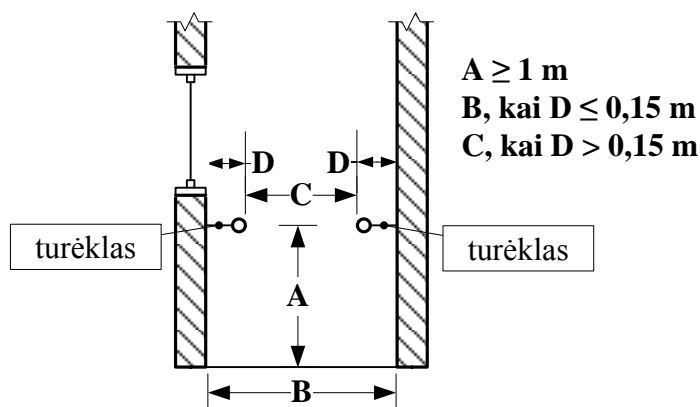 A ≥ 1 m
B, kai D ≤ 0,15 m
C, kai D > 0,15 m
D
D
C
turėklas
turėklas
A
B